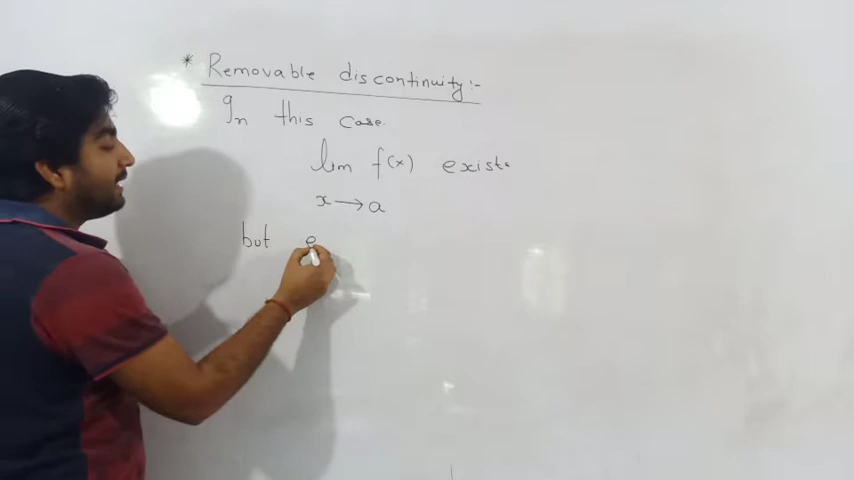 * Removable discontinuity :-
In this case
lim f(x) exists
x → a
but e